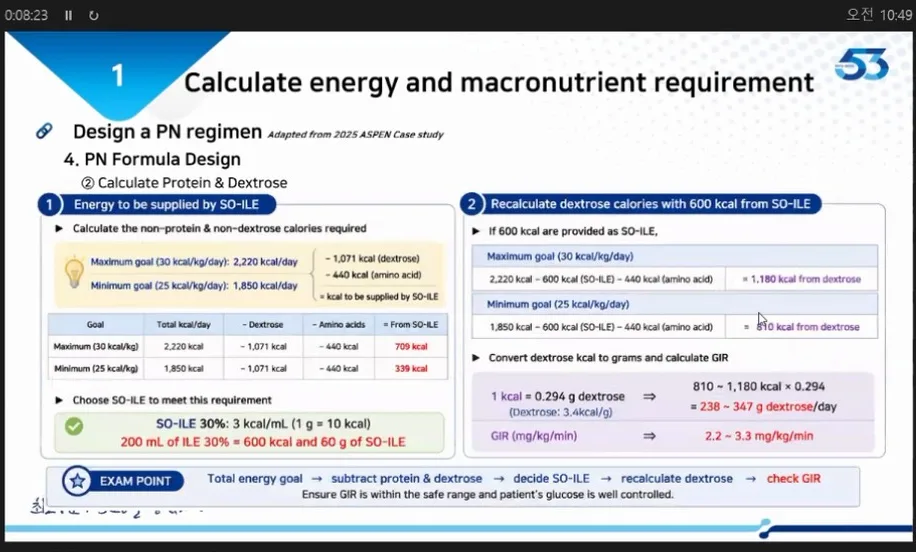 0:08:23
오전 10:49
1
Calculate energy and macronutrient requirement
53
Design a PN regimen Adapted from 2025 ASPEN Case study
4. PN Formula Design
② Calculate Protein & Dextrose
1 Energy to be supplied by SO-ILE
► Calculate the non-protein & non-dextrose calories required
Maximum goal (30 kcal/kg/day): 2,220 kcal/day
Minimum goal (25 kcal/kg/day): 1,850 kcal/day
- 1,071 kcal (dextrose)
- 440 kcal (amino acid)
= kcal to be supplied by SO-ILE
Goal Total kcal/day - Dextrose - Amino acids = From SO-ILE
Maximum (30 kcal/kg) 2,220 kcal - 1,071 kcal - 440 kcal 709 kcal
Minimum (25 kcal/kg) 1,850 kcal - 1,071 kcal - 440 kcal 339 kcal
► Choose SO-ILE to meet this requirement
SO-ILE 30%: 3 kcal/mL (1 g = 10 kcal)
200 mL of ILE 30% = 600 kcal and 60 g of SO-ILE
2 Recalculate dextrose calories with 600 kcal from SO-ILE
► If 600 kcal are provided as SO-ILE,
Maximum goal (30 kcal/kg/day)
2,220 kcal - 600 kcal (SO-ILE) - 440 kcal (amino acid) = 1,180 kcal from dextrose
Minimum goal (25 kcal/kg/day)
1,850 kcal - 600 kcal (SO-ILE) - 440 kcal (amino acid) = 810 kcal from dextrose
► Convert dextrose kcal to grams and calculate GIR
1 kcal = 0.294 g dextrose ⇒ 810 ~ 1,180 kcal × 0.294
(Dextrose: 3.4kcal/g) = 238 ~ 347 g dextrose/day
GIR (mg/kg/min) ⇒ 2.2 ~ 3.3 mg/kg/min
EXAM POINT
Total energy goal → subtract protein & dextrose → decide SO-ILE → recalculate dextrose → check GIR
Ensure GIR is within the safe range and patient's glucose is well controlled.